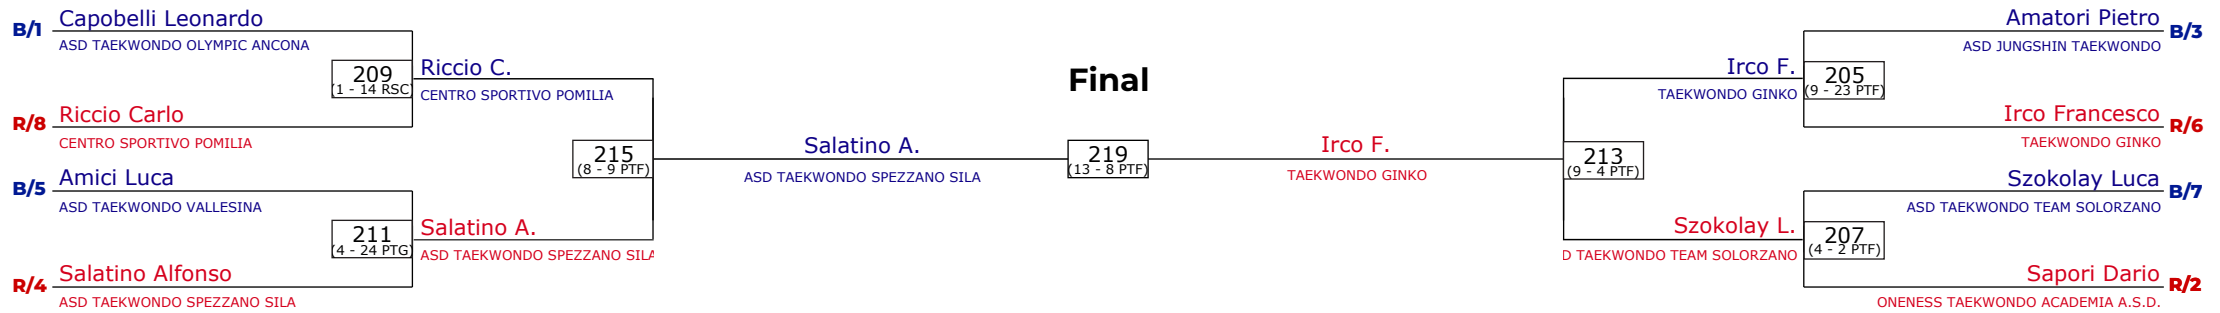 B/1 Capobelli Leonardo
ASD TAEKWONDO OLYMPIC ANCONA
209
(1 - 14 RSC)
R/8 Riccio Carlo
CENTRO SPORTIVO POMILIA
B/5 Amici Luca
ASD TAEKWONDO VALLESINA
211
(4 - 24 PTG)
R/4 Salatino Alfonso
ASD TAEKWONDO SPEZZANO SILA
Riccio C.
CENTRO SPORTIVO POMILIA
215
(8 - 9 PTF)
Salatino A.
ASD TAEKWONDO SPEZZANO SILA
Final
Salatino A.
ASD TAEKWONDO SPEZZANO SILA
219
(13 - 8 PTF)
Irco F.
TAEKWONDO GINKO
Irco F.
TAEKWONDO GINKO
213
(9 - 4 PTF)
Szokolay L.
D TAEKWONDO TEAM SOLORZANO
Amatori Pietro B/3
ASD JUNGSHIN TAEKWONDO
205
(9 - 23 PTF)
Irco Francesco R/6
TAEKWONDO GINKO
Szokolay Luca B/7
ASD TAEKWONDO TEAM SOLORZANO
207
(4 - 2 PTF)
Sapori Dario R/2
ONENESS TAEKWONDO ACADEMIA A.S.D.